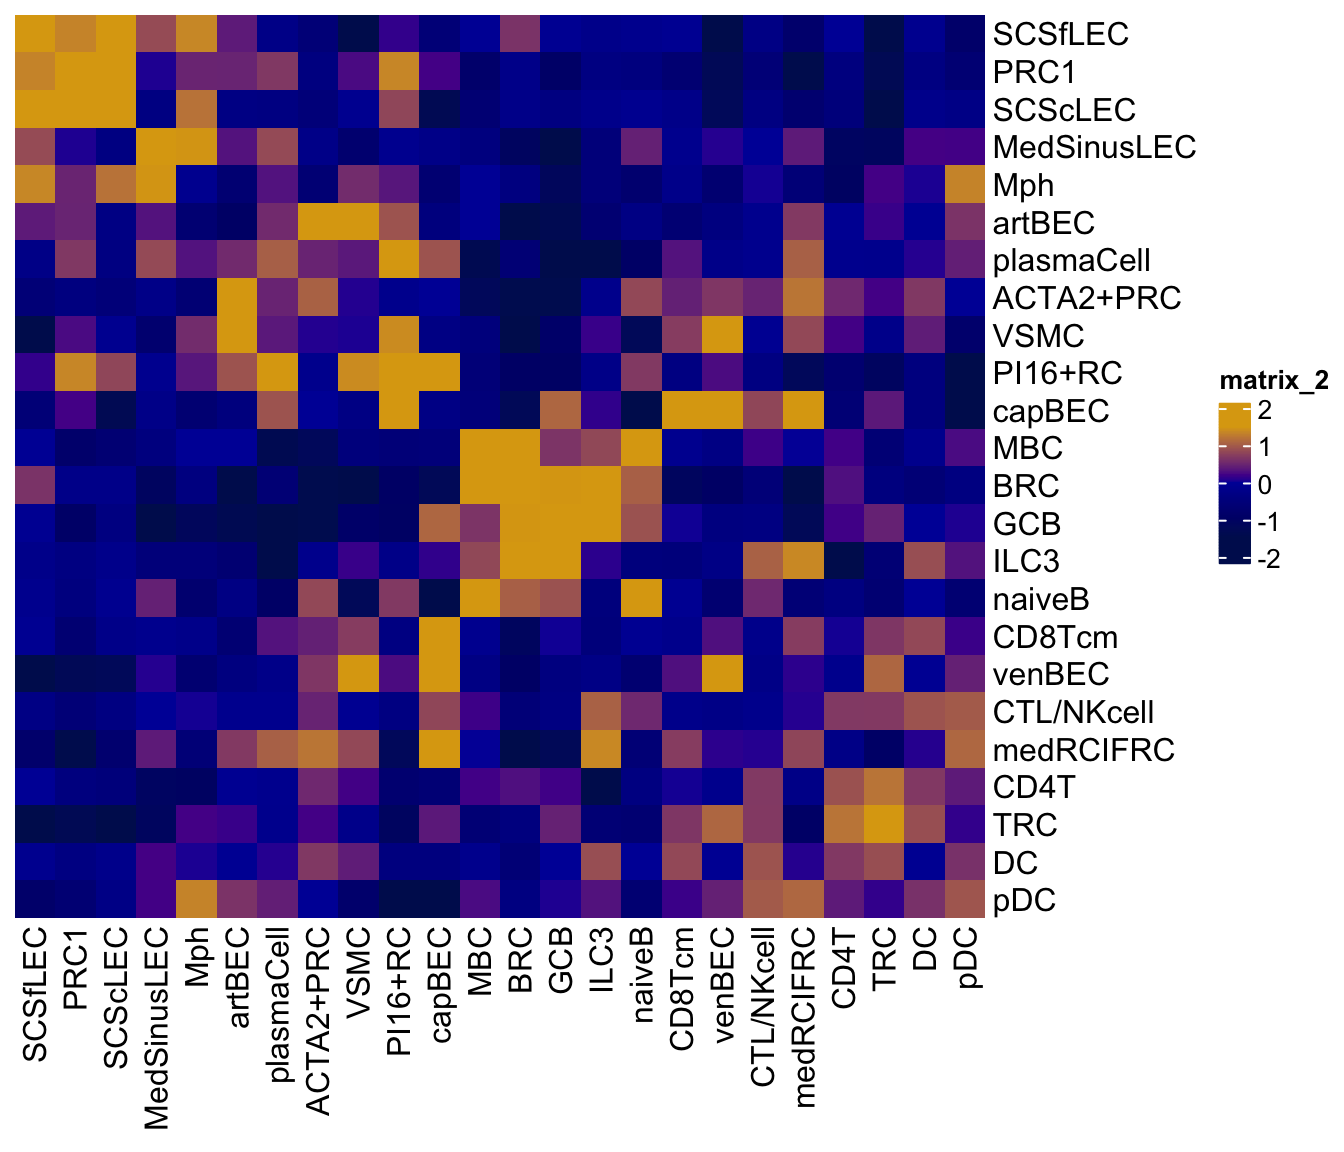 SCSfLEC
PRC1
SCScLEC
MedSinusLEC
Mph
artBEC
plasmaCell
ACTA2+PRC
VSMC
PI16+RC
capBEC
MBC
BRC
GCB
ILC3
naiveB
CD8Tcm
venBEC
CTL/NKcell
medRCIFRC
CD4T
TRC
DC
pDC
matrix_2
2
1
0
-1
-2
SCSfLEC
PRC1
SCScLEC
MedSinusLEC
Mph
artBEC
plasmaCell
ACTA2+PRC
VSMC
PI16+RC
capBEC
MBC
BRC
GCB
ILC3
naiveB
CD8Tcm
venBEC
CTL/NKcell
medRCIFRC
CD4T
TRC
DC
pDC